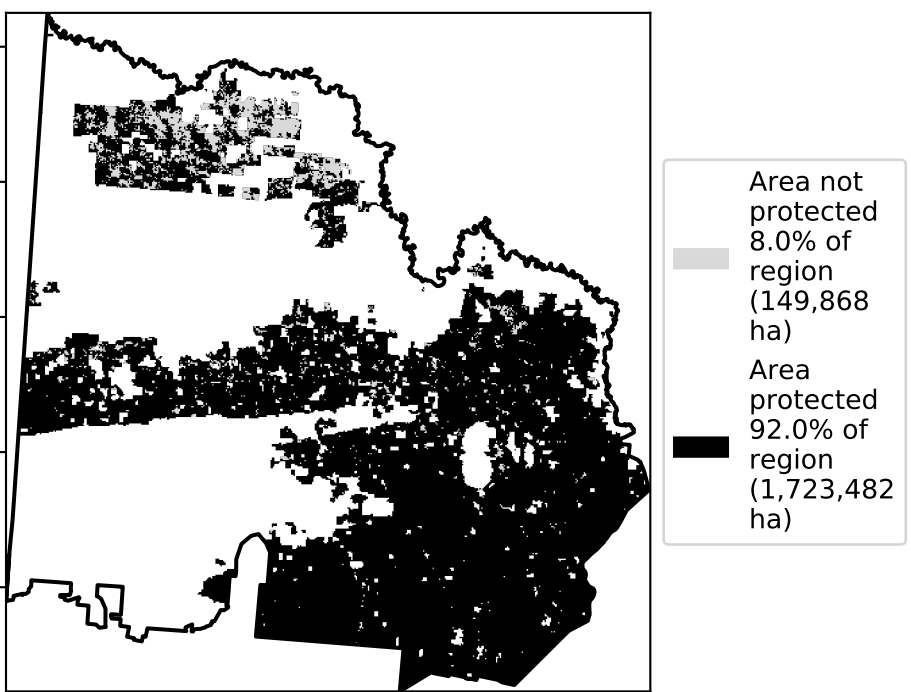 Area not
protected
8.0% of
region
(149,868
ha)
Area
protected
92.0% of
region
(1,723,482
ha)